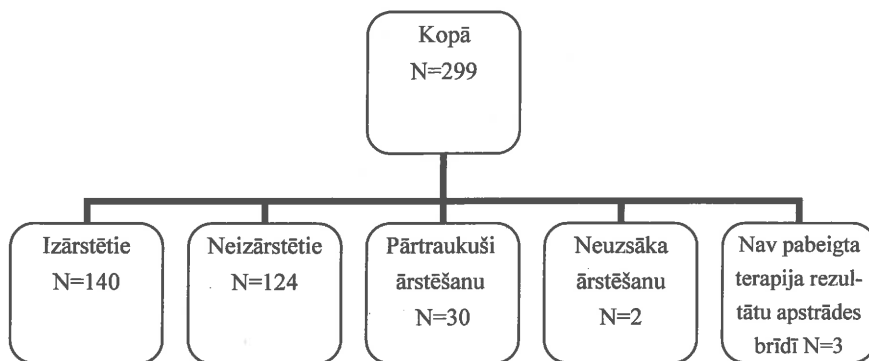 Kopā
N=299
Izārstētie
N=140
Neizārstētie
N=124
Pārtraukuši
ārstēšanu
N=30
Neuzsāka
ārstēšanu
N=2
Nav pabeigta
terapija rezul-
tātu apstrādes
brīdī N=3